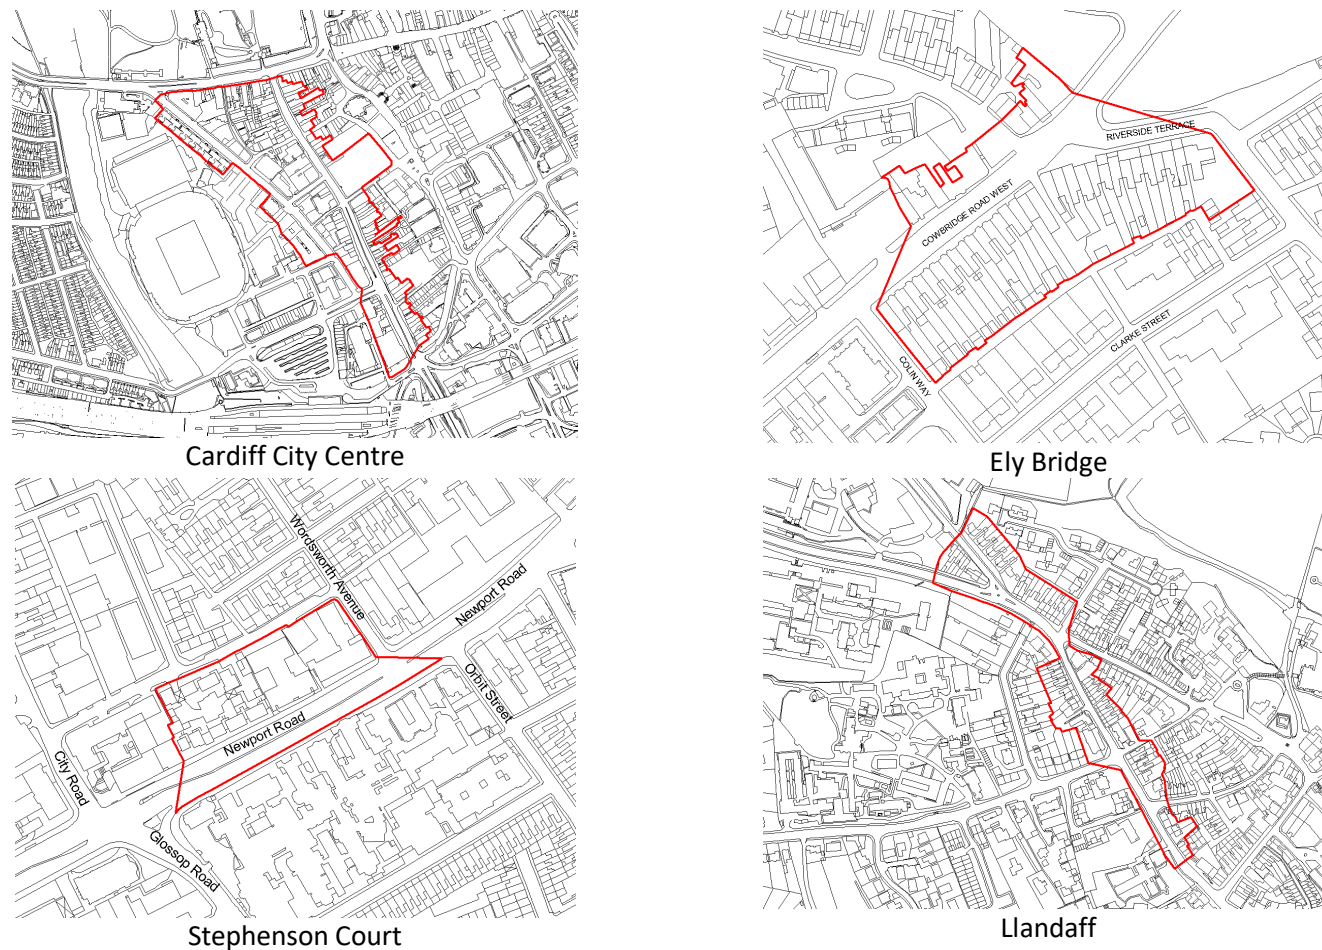 Cardiff City Centre
RIVERSIDE TERRACE
COWBRIDGE ROAD WEST
CLARKE STREET
COLIN WAY
Ely Bridge
Wordsworth Avenue
Newport Road
Orbit Street
Newport Road
City Road
Glossop Road
Stephenson Court
Llandaff